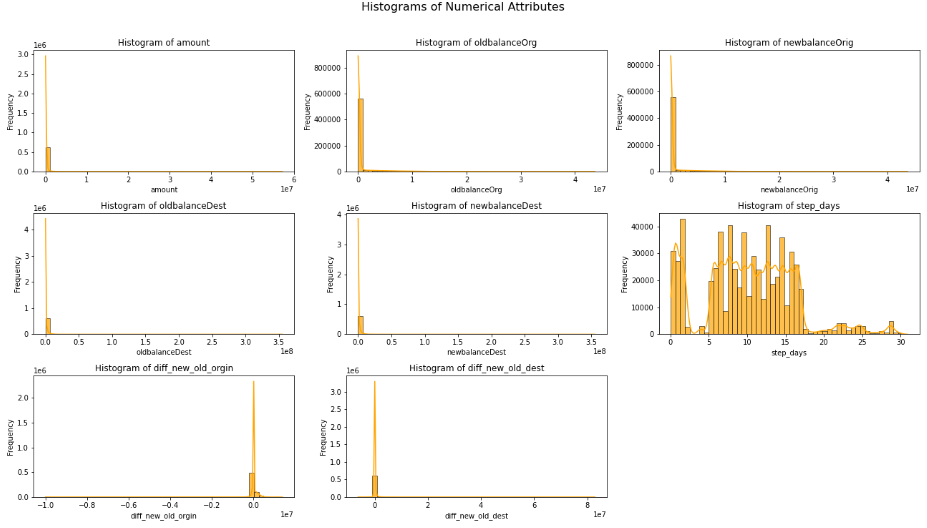 Histograms of Numerical Attributes
Histogram of amount
1e6
Frequency
3.0
2.5
2.0
1.5
1.0
0.5
0.0
0 1 2 3 4 5 6
1e7
amount
Histogram of oldbalanceOrg
Frequency
800000
600000
400000
200000
0
0 1 2 3 4
1e7
oldbalanceOrg
Histogram of newbalanceOrig
Frequency
800000
600000
400000
200000
0
0 1 2 3 4
1e7
newbalanceOrig
Histogram of oldbalanceDest
1e6
Frequency
4
3
2
1
0
0.0 0.5 1.0 1.5 2.0 2.5 3.0 3.5
1e8
oldbalanceDest
Histogram of newbalanceDest
1e6
Frequency
4
3
2
1
0
0.0 0.5 1.0 1.5 2.0 2.5 3.0 3.5
1e8
newbalanceDest
Histogram of step_days
Frequency
40000
30000
20000
10000
0
0 5 10 15 20 25 30
step_days
Histogram of diff_new_old_orgin
1e6
Frequency
2.0
1.5
1.0
0.5
0.0
−1.0 −0.8 −0.6 −0.4 −0.2 0.0
1e7
diff_new_old_orgin
Histogram of diff_new_old_dest
1e6
Frequency
3.0
2.5
2.0
1.5
1.0
0.5
0.0
0 2 4 6 8
1e7
diff_new_old_dest